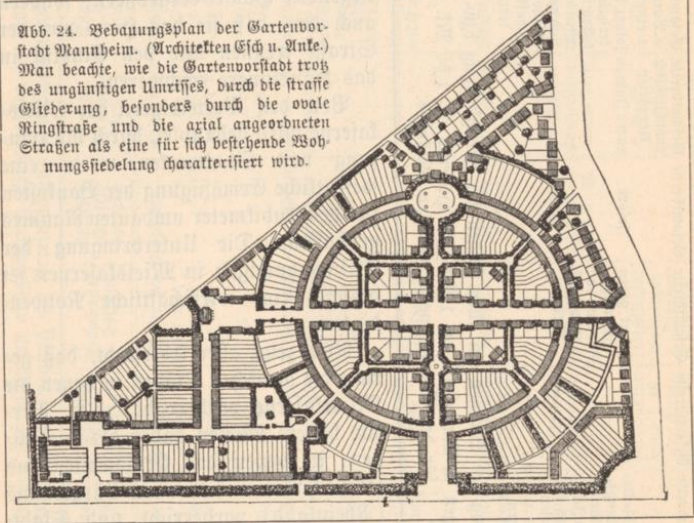 Abb. 24. Bebauungsplan der Gartenvor-
stadt Mannheim. (Architekten Esch u. Anke.)
Man beachte, wie die Gartenvorstadt trotz
des ungünstigen Umrisses, durch die straffe
Gliederung, besonders durch die ovale
Ringstraße und die axial angeordneten
Straßen als eine für sich bestehende Woh-
nungssiedelung charakterisiert wird.